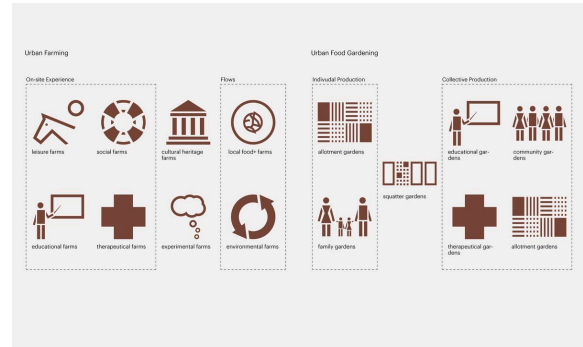 Urban Farming
Urban Food Gardening
On-site Experience
Flows
Indivudal Production
Collective Production
leisure farms
social farms
cultural heritage
farms
local food+ farms
allotment gardens
squatter gardens
educational gar-
dens
community gar-
dens
educational farms
therapeutical farms
experimental farms
environmental farms
family gardens
therapeutical gar-
dens
allotment gardens